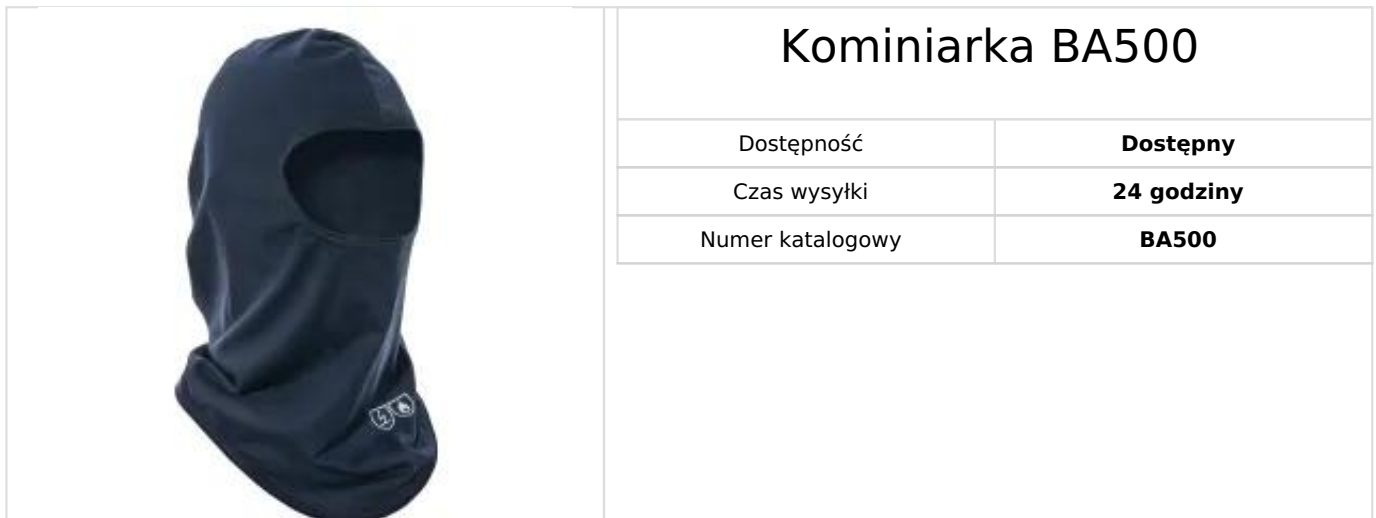 Kominiarka BA500
Dostępność Dostępny
Czas wysyłki 24 godziny
Numer katalogowy BA500